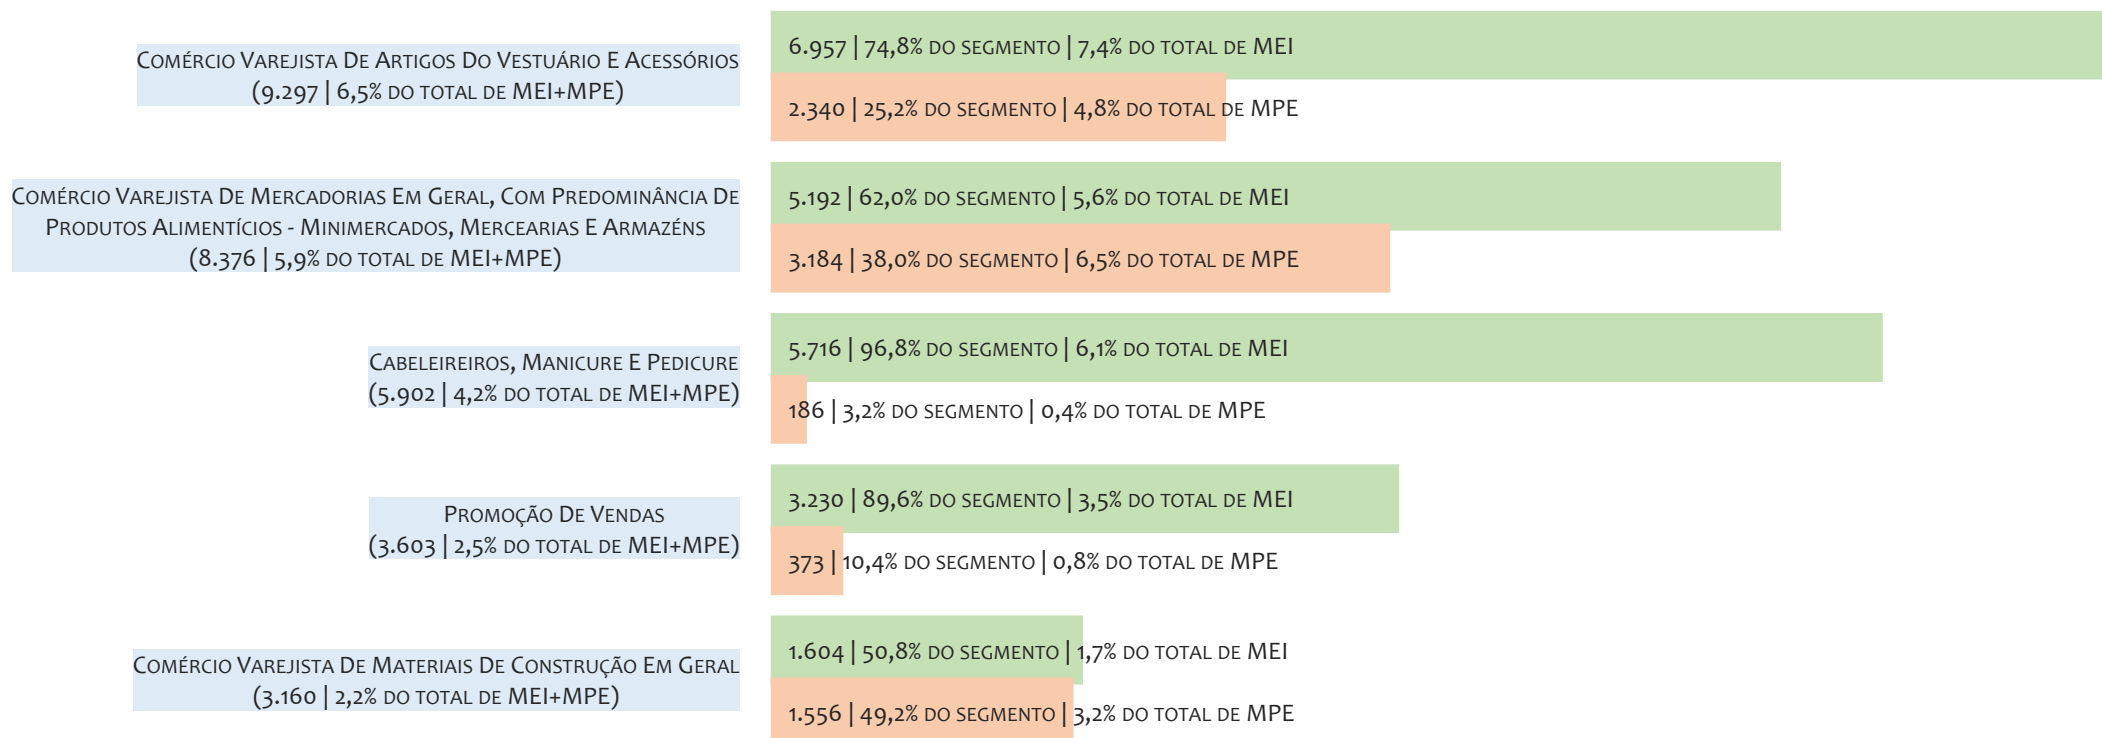 Comércio Varejista De Artigos Do Vestuário E Acessórios
(9.297 | 6,5% do total de MEI+MPE)
6.957 | 74,8% do segmento | 7,4% do total de MEI
2.340 | 25,2% do segmento | 4,8% do total de MPE
Comércio Varejista De Mercadorias Em Geral, Com Predominância De
Produtos Alimentícios - Minimercados, Mercearias E Armazéns
(8.376 | 5,9% do total de MEI+MPE)
5.192 | 62,0% do segmento | 5,6% do total de MEI
3.184 | 38,0% do segmento | 6,5% do total de MPE
Cabeleireiros, Manicure E Pedicure
(5.902 | 4,2% do total de MEI+MPE)
5.716 | 96,8% do segmento | 6,1% do total de MEI
186 | 3,2% do segmento | 0,4% do total de MPE
Promoção De Vendas
(3.603 | 2,5% do total de MEI+MPE)
3.230 | 89,6% do segmento | 3,5% do total de MEI
373 | 10,4% do segmento | 0,8% do total de MPE
Comércio Varejista De Materiais De Construção Em Geral
(3.160 | 2,2% do total de MEI+MPE)
1.604 | 50,8% do segmento | 1,7% do total de MEI
1.556 | 49,2% do segmento | 3,2% do total de MPE